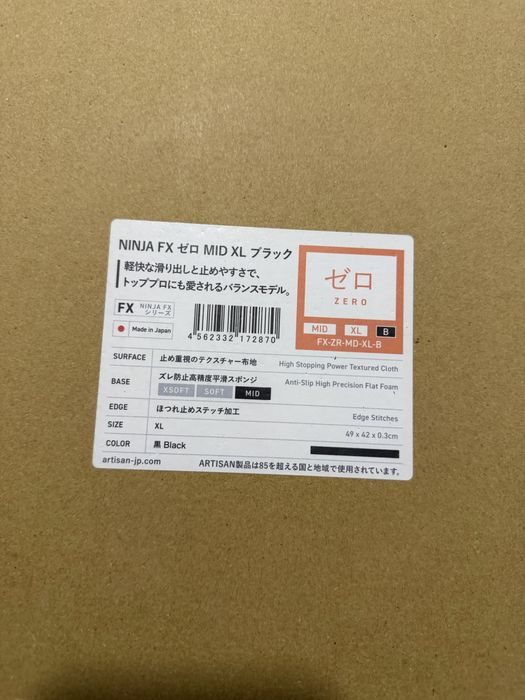 NINJA FX ゼロ MID XL ブラック
軽快な滑り出しと止めやすさで、
トッププロにも愛されるバランスモデル。
FX NINJA FX シリーズ
Made in Japan
4 562332 172870
ゼロ
ZERO
MID XL B
FX-ZR-MD-XL-B
SURFACE 止め重視のテクスチャー布地 High Stopping Power Textured Cloth
BASE ズレ防止高精度平滑スポンジ Anti-Slip High Precision Flat Foam
XSOFT SOFT MID
EDGE ほつれ止めステッチ加工 Edge Stitches
SIZE XL 49 x 42 x 0.3cm
COLOR 黒 Black
artisan-jp.com ARTISAN製品は85を超える国と地域で使用されています。